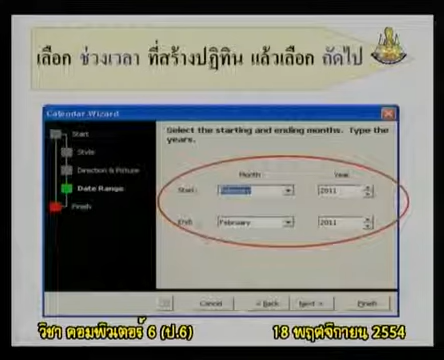 เลือก ช่วงเวลา ที่สร้างปฏิทิน แล้วเลือก ถัดไป
Calendar Wizard
Start
Style
Direction & Picture
Date Range
Finish
Select the starting and ending months. Type the
years.
Month Year
Start: February 2011
End: February 2011
Cancel < Back Next > Finish
วิชา คอมพิวเตอร์ 6 (ป.6) 18 พฤศจิกายน 2554